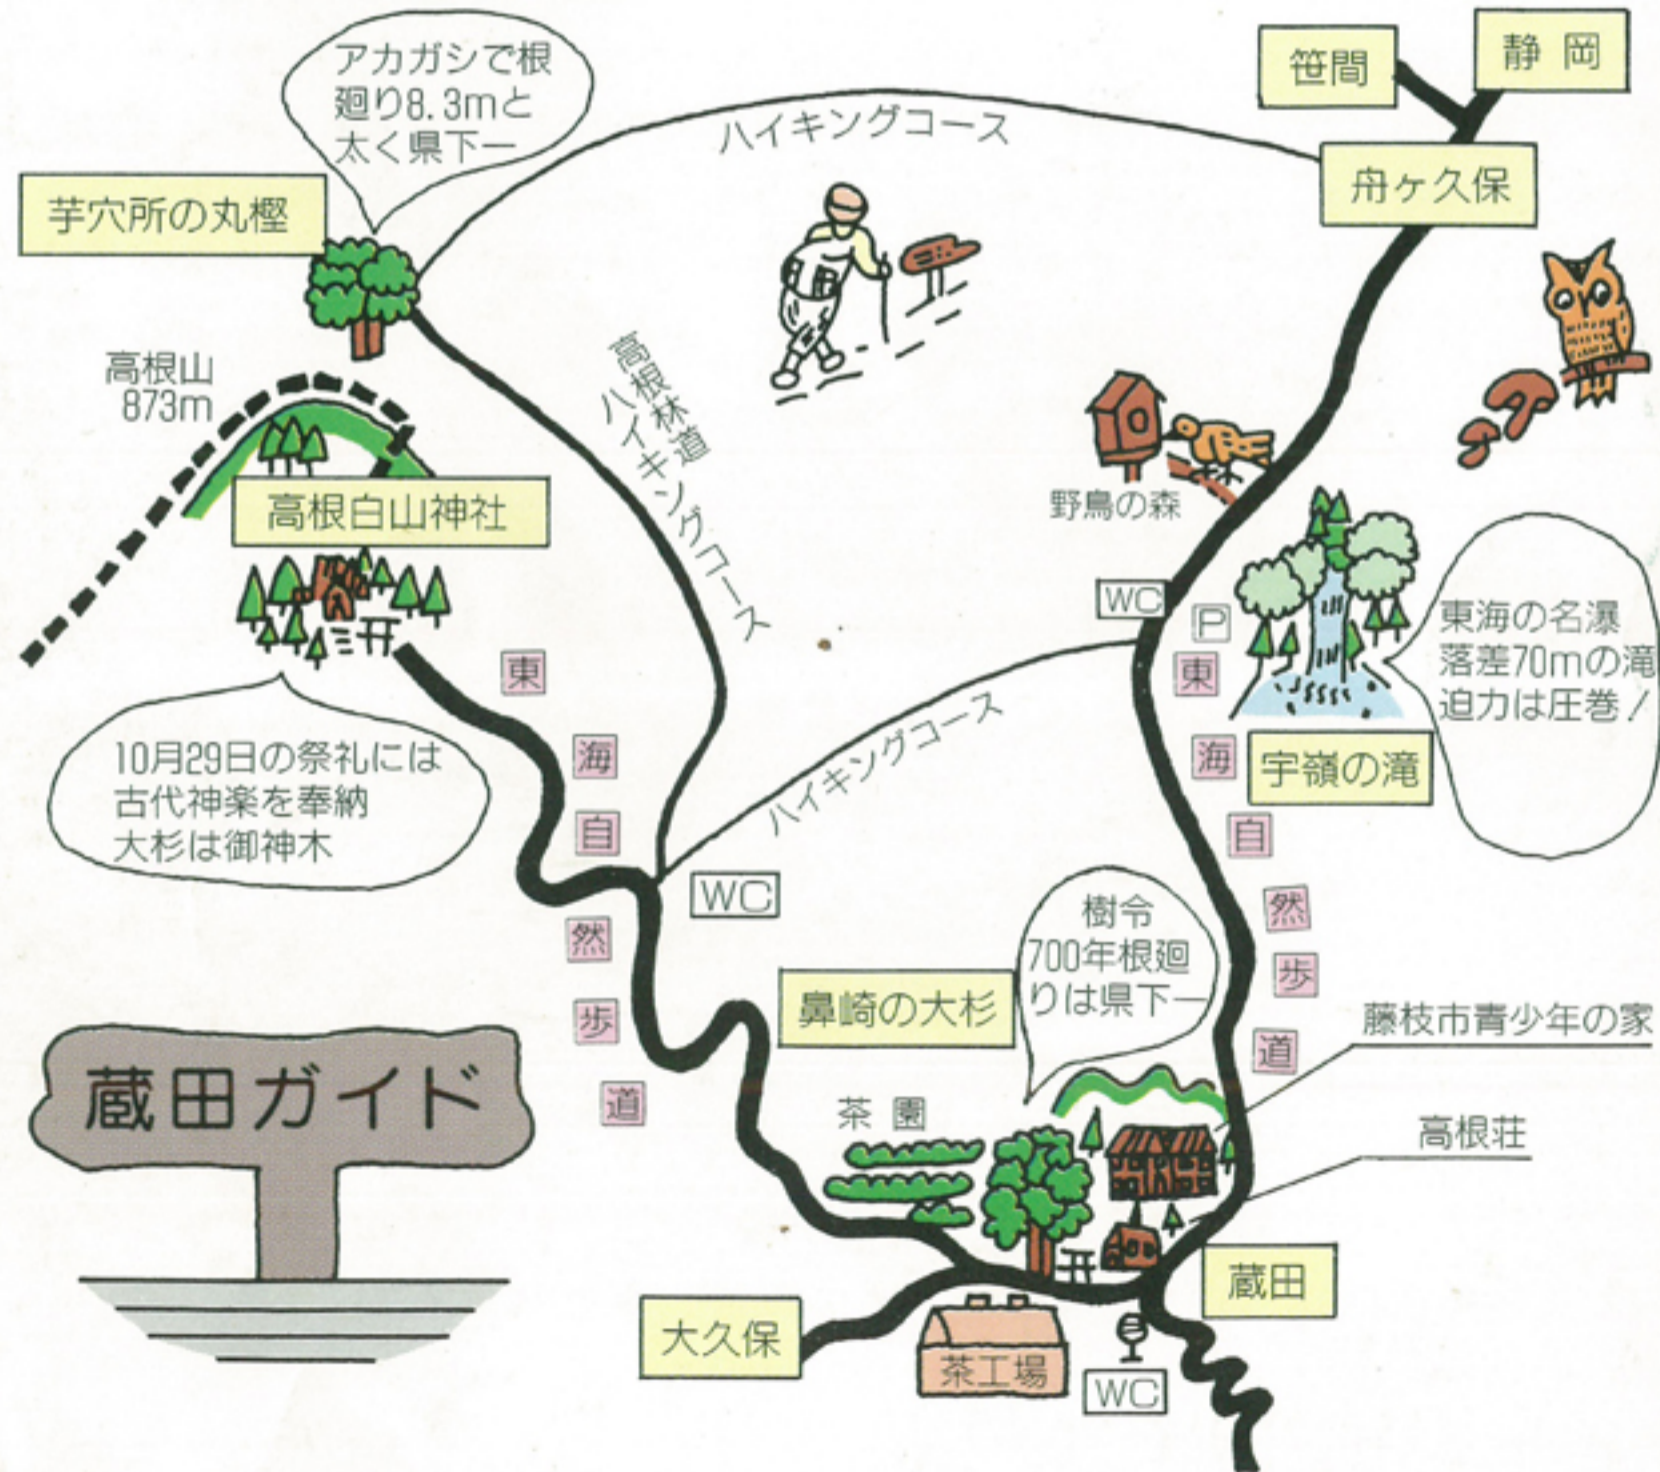 アカガシで根
廻り8.3mと
太く県下一
芋穴所の丸樫
笹間
静岡
舟ヶ久保
ハイキングコース
高根山
873m
高根林道
ハイキングコース
高根白山神社
野鳥の森
WC
P
東海の名瀑
落差70mの滝
迫力は圧巻!
宇嶺の滝
10月29日の祭礼には
古代神楽を奉納
大杉は御神木
東海自然歩道
ハイキングコース
東海自然歩道
WC
樹令
700年根廻
りは県下一
鼻崎の大杉
藤枝市青少年の家
高根荘
茶園
蔵田ガイド
蔵田
大久保
茶工場
WC